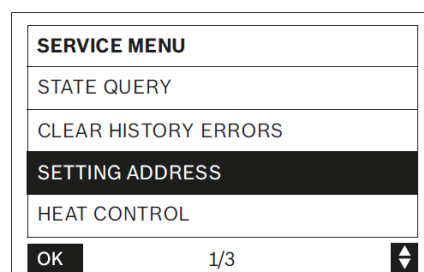 SERVICE MENU
STATE QUERY
CLEAR HISTORY ERRORS
SETTING ADDRESS
HEAT CONTROL
OK 1/3